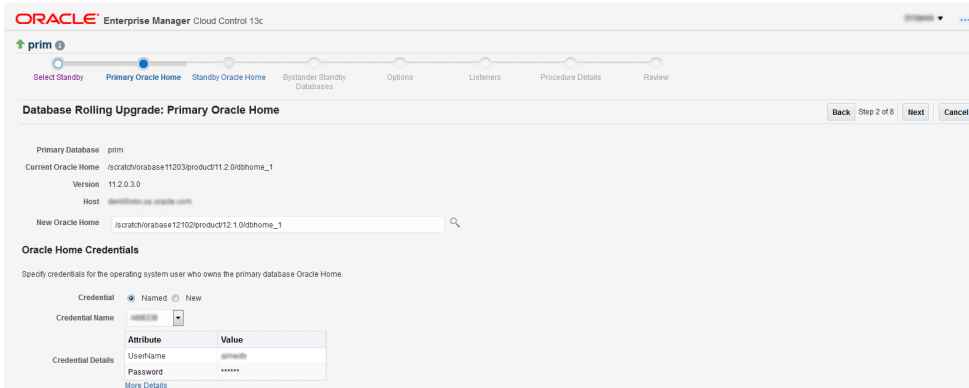 ORACLE Enterprise Manager Cloud Control 13c
prim
Select Standby Primary Oracle Home Standby Oracle Home Bystander Standby Databases Options Listeners Procedure Details Review
Database Rolling Upgrade: Primary Oracle Home
Back Step 2 of 8 Next Cancel
Primary Database prim
Current Oracle Home /scratch/orabase11203/product/11.2.0/dbhome_1
Version 11.2.0.3.0
Host
New Oracle Home /scratch/orabase12102/product/12.1.0/dbhome_1
Oracle Home Credentials
Specify credentials for the operating system user who owns the primary database Oracle Home.
Credential Named New
Credential Name
Attribute Value
Credential Details
UserName
Password ******
More Details